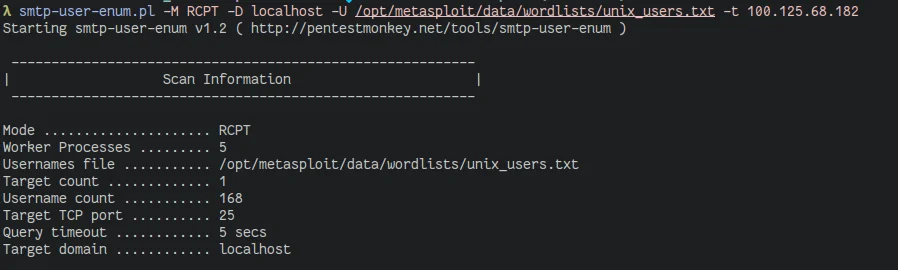 λ smtp-user-enum.pl -M RCPT -D localhost -U /opt/metasploit/data/wordlists/unix_users.txt -t 100.125.68.182
Starting smtp-user-enum v1.2 ( http://pentestmonkey.net/tools/smtp-user-enum )
 ----------------------------------------------------------
|                   Scan Information                       |
 ----------------------------------------------------------
Mode ..................... RCPT
Worker Processes ......... 5
Usernames file ........... /opt/metasploit/data/wordlists/unix_users.txt
Target count ............. 1
Username count ........... 168
Target TCP port .......... 25
Query timeout ............ 5 secs
Target domain ............ localhost